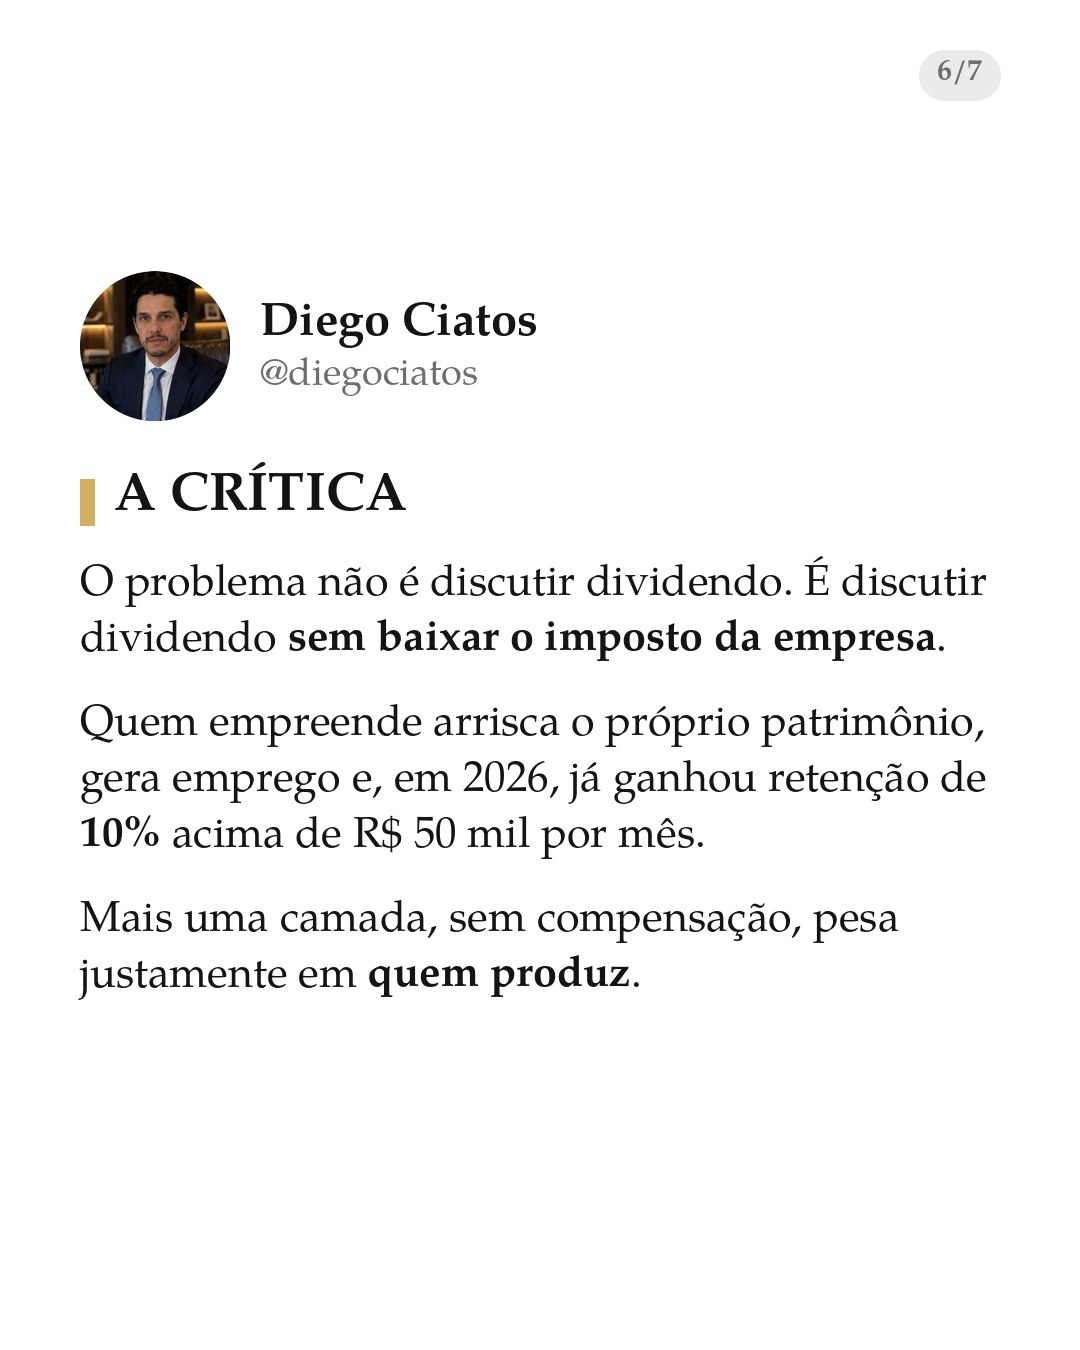 6/7
Diego Ciatos
@diegociatos
A CRÍTICA
O problema não é discutir dividendo. É discutir
dividendo sem baixar o imposto da empresa.
Quem empreende arrisca o próprio patrimônio,
gera emprego e, em 2026, já ganhou retenção de
10% acima de R$ 50 mil por mês.
Mais uma camada, sem compensação, pesa
justamente em quem produz.